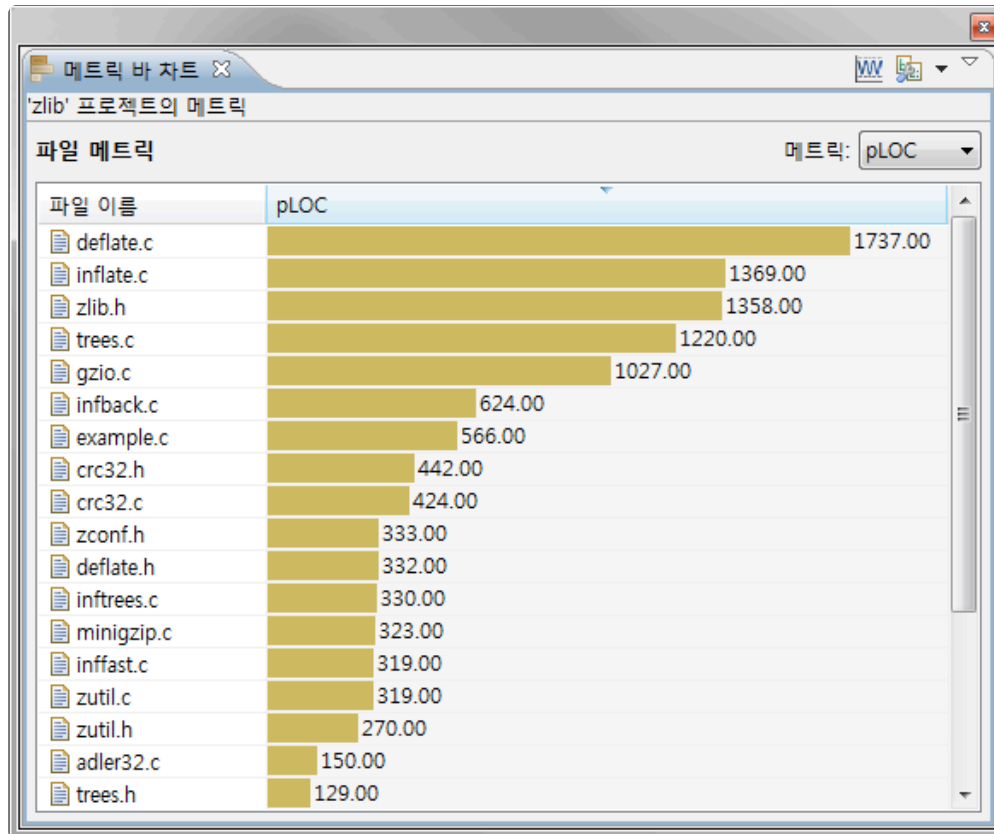 메트릭 바 차트
'zlib' 프로젝트의 메트릭
파일 메트릭 메트릭: pLOC
파일 이름 pLOC
deflate.c 1737.00
inflate.c 1369.00
zlib.h 1358.00
trees.c 1220.00
gzio.c 1027.00
infback.c 624.00
example.c 566.00
crc32.h 442.00
crc32.c 424.00
zconf.h 333.00
deflate.h 332.00
inftrees.c 330.00
minigzip.c 323.00
inffast.c 319.00
zutil.c 319.00
zutil.h 270.00
adler32.c 150.00
trees.h 129.00